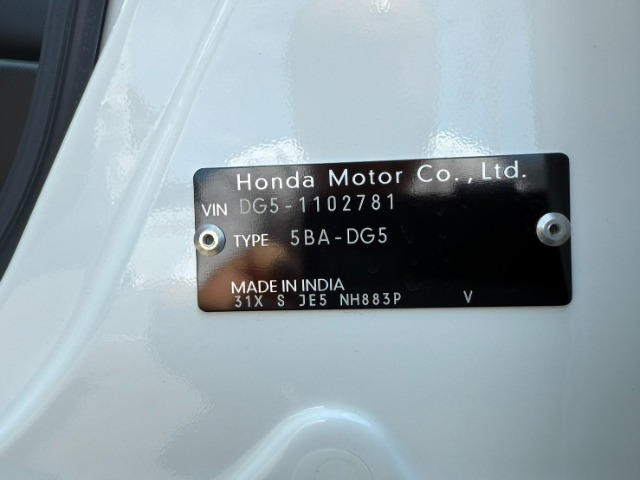 Honda Motor Co., Ltd.
VIN DG5-1102781
TYPE 5BA-DG5
MADE IN INDIA
31X S JE5 NH883P V